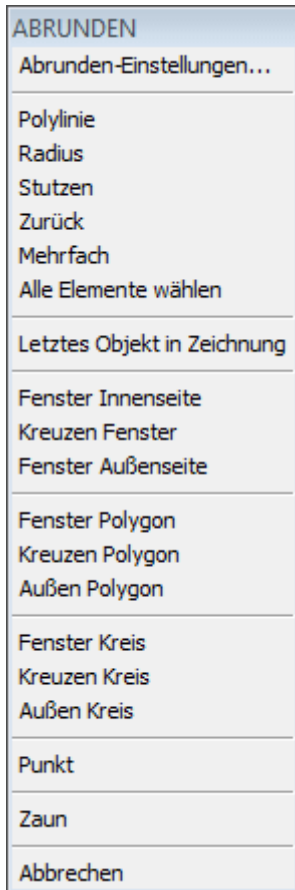 ABRUNDEN
Abrunden-Einstellungen...
Polylinie
Radius
Stutzen
Zurück
Mehrfach
Alle Elemente wählen
Letztes Objekt in Zeichnung
Fenster Innenseite
Kreuzen Fenster
Fenster Außenseite
Fenster Polygon
Kreuzen Polygon
Außen Polygon
Fenster Kreis
Kreuzen Kreis
Außen Kreis
Punkt
Zaun
Abbrechen